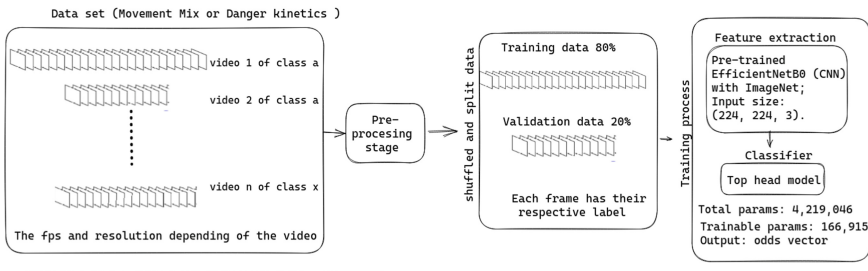 Data set (Movement Mix or Danger kinetics )
video 1 of class a
video 2 of class a
video n of class x
The fps and resolution depending of the video
Pre-
procesing
stage
shuffled and split data
Training data 80%
Validation data 20%
Each frame has their
respective label
Training process
Feature extraction
Pre-trained
EfficientNetB0 (CNN)
with ImageNet;
Input size:
(224, 224, 3).
Classifier
Top head model
Total params: 4,219,046
Trainable params: 166,915
Output: odds vector